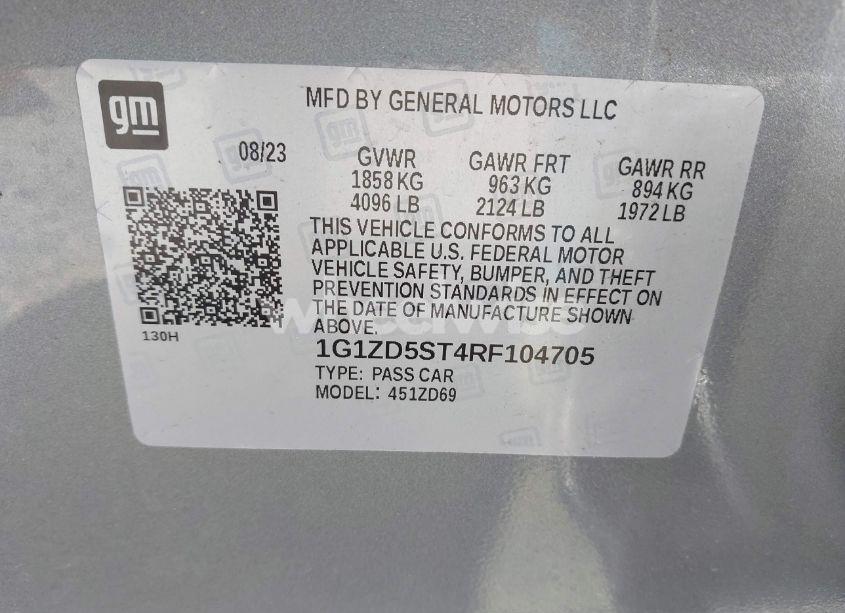 gm
MFD BY GENERAL MOTORS LLC
08/23
GVWR GAWR FRT GAWR RR
1858 KG 963 KG 894 KG
4096 LB 2124 LB 1972 LB
THIS VEHICLE CONFORMS TO ALL
APPLICABLE U.S. FEDERAL MOTOR
VEHICLE SAFETY, BUMPER, AND THEFT
PREVENTION STANDARDS IN EFFECT ON
THE DATE OF MANUFACTURE SHOWN
ABOVE.
130H
1G1ZD5ST4RF104705
TYPE: PASS CAR
MODEL: 451ZD69